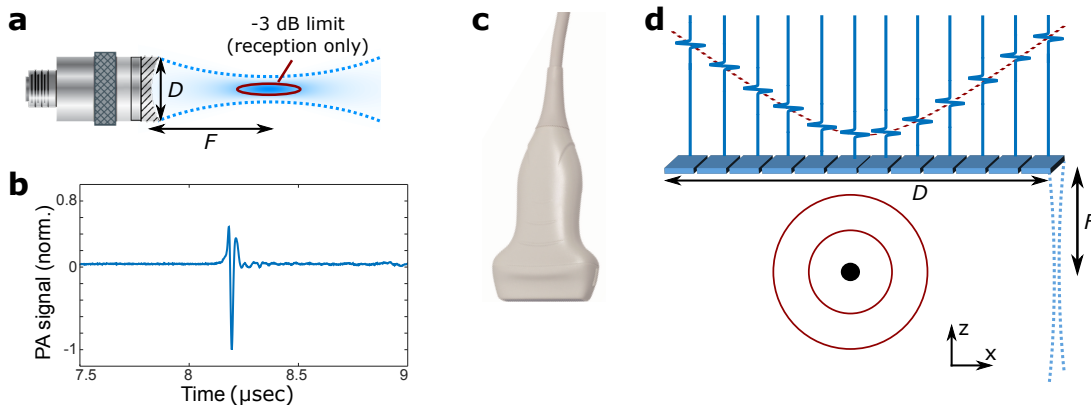 a
-3 dB limit
(reception only)
D
F
b
PA signal (norm.)
0.8
0
-1
7.5
8
8.5
9
Time (μsec)
c
d
D
F
z
x